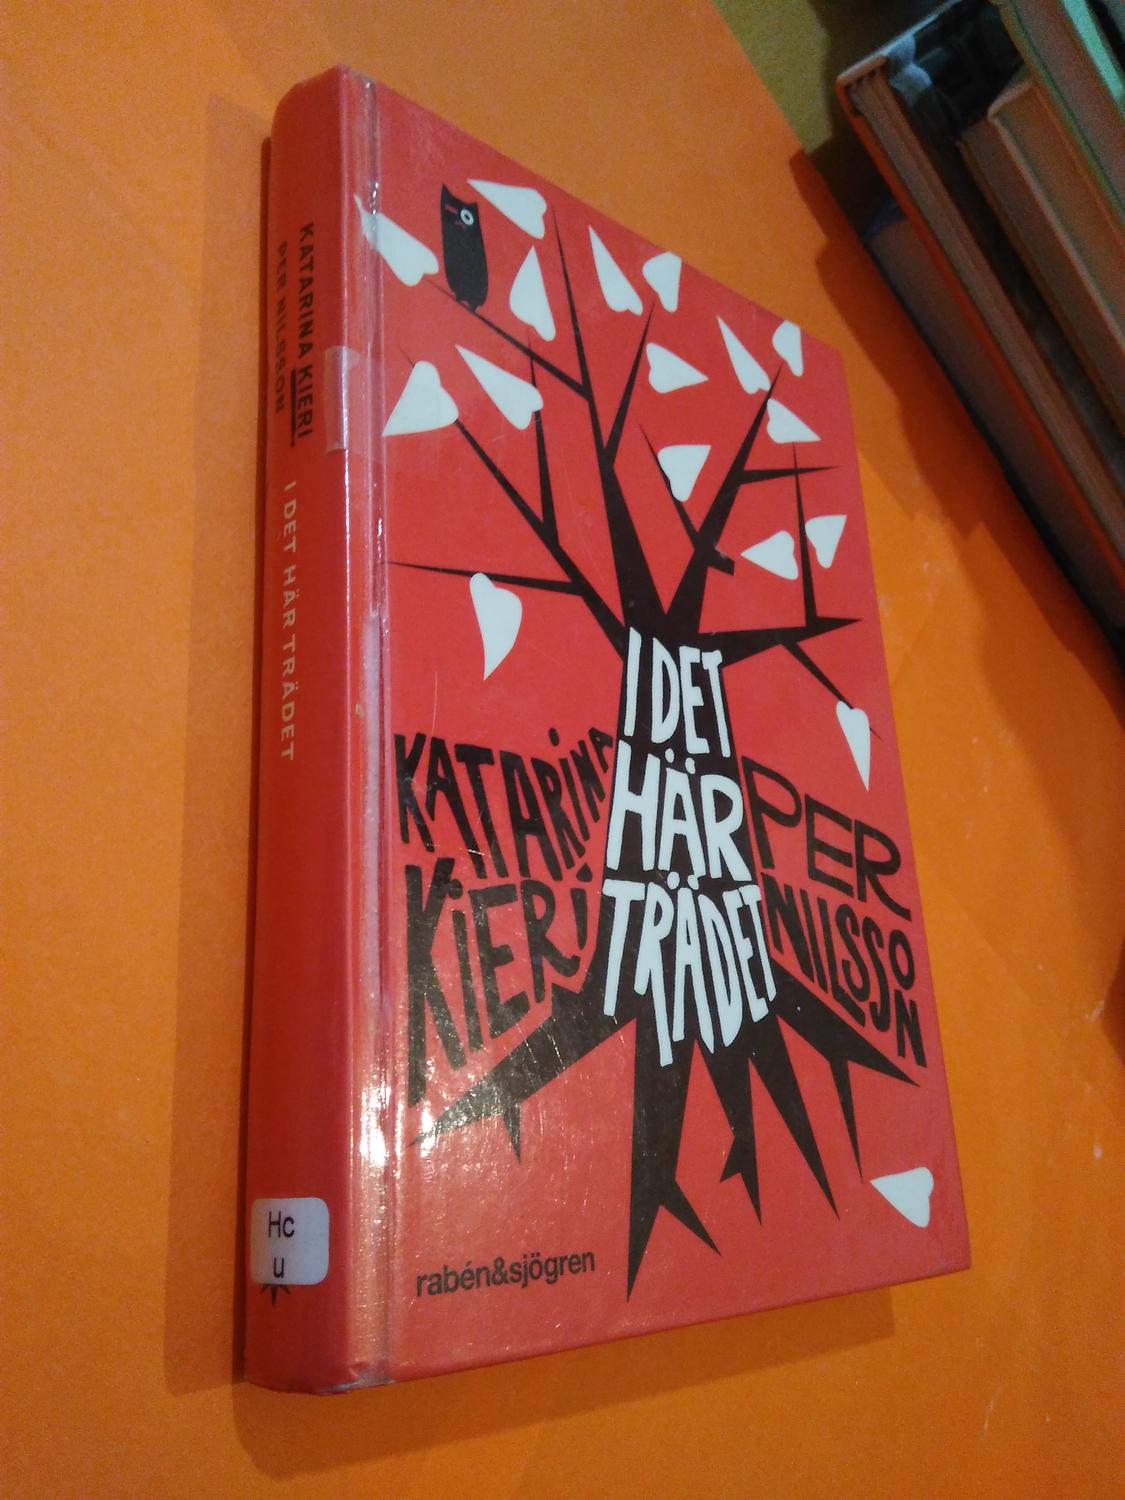 KATARINA KIERI
PER NILSSON
I DET HÄR TRÄDET
Hc
u
I DET
HÄR
TRÄDET
KATARINA
KIERI
PER
NILSSON
rabén&sjögren